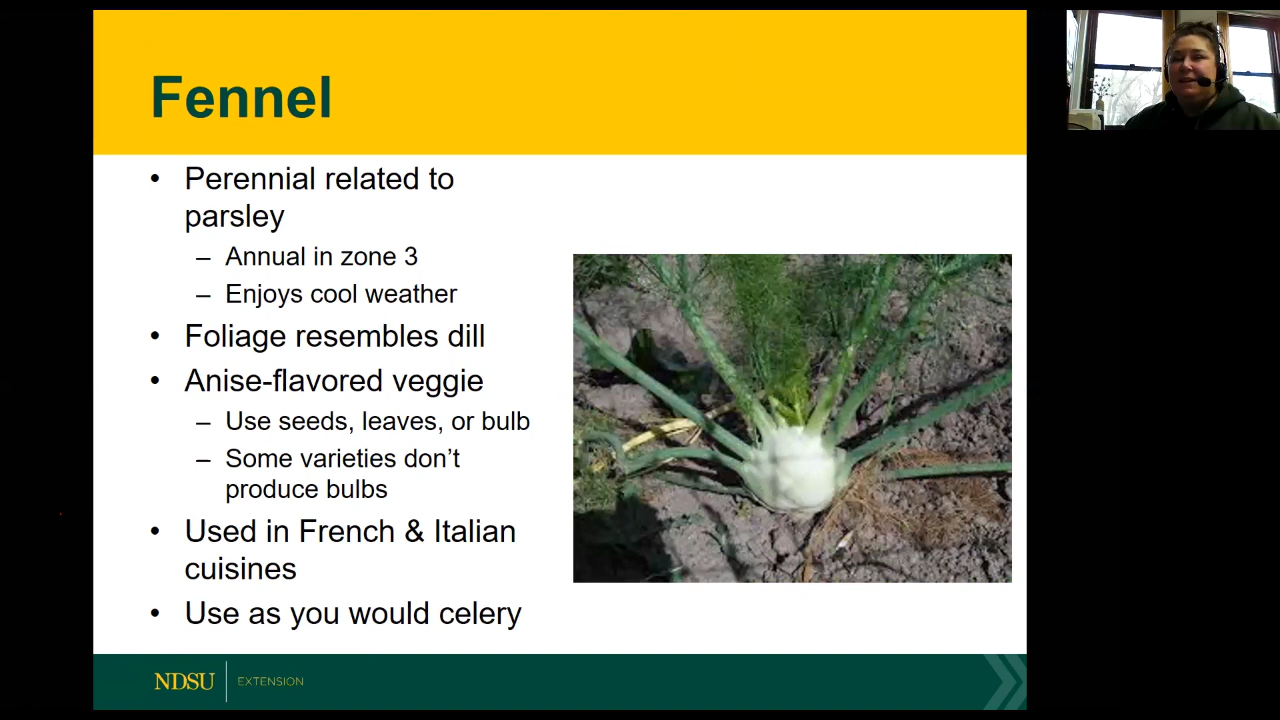 Fennel
• Perennial related to
parsley
– Annual in zone 3
– Enjoys cool weather
• Foliage resembles dill
• Anise-flavored veggie
– Use seeds, leaves, or bulb
– Some varieties don’t
produce bulbs
• Used in French & Italian
cuisines
• Use as you would celery
NDSU EXTENSION